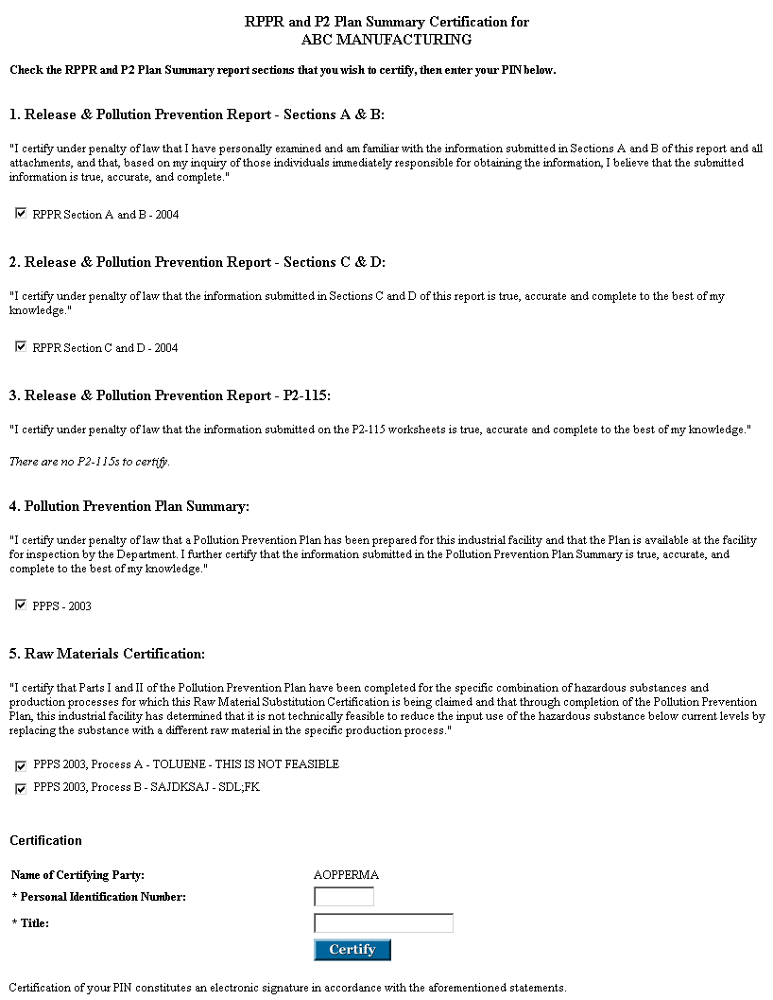 RPPR and P2 Plan Summary Certification for
ABC MANUFACTURING
Check the RPPR and P2 Plan Summary report sections that you wish to certify, then enter your PIN below.
1. Release & Pollution Prevention Report - Sections A & B:
"I certify under penalty of law that I have personally examined and am familiar with the information submitted in Sections A and B of this report and all
attachments, and that, based on my inquiry of those individuals immediately responsible for obtaining the information, I believe that the submitted
information is true, accurate, and complete."
RPPR Section A and B - 2004
2. Release & Pollution Prevention Report - Sections C & D:
"I certify under penalty of law that the information submitted in Sections C and D of this report is true, accurate and complete to the best of my
knowledge."
RPPR Section C and D - 2004
3. Release & Pollution Prevention Report - P2-115:
"I certify under penalty of law that the information submitted on the P2-115 worksheets is true, accurate and complete to the best of my knowledge."
There are no P2-115s to certify.
4. Pollution Prevention Plan Summary:
"I certify under penalty of law that a Pollution Prevention Plan has been prepared for this industrial facility and that the Plan is available at the facility
for inspection by the Department. I further certify that the information submitted in the Pollution Prevention Plan Summary is true, accurate, and
complete to the best of my knowledge."
PPPS - 2003
5. Raw Materials Certification:
"I certify that Parts I and II of the Pollution Prevention Plan have been completed for the specific combination of hazardous substances and
production processes for which this Raw Material Substitution Certification is being claimed and that through completion of the Pollution Prevention
Plan, this industrial facility has determined that it is not technically feasible to reduce the input use of the hazardous substance below current levels by
replacing the substance with a different raw material in the specific production process."
PPPS 2003, Process A - TOLUENE - THIS IS NOT FEASIBLE
PPPS 2003, Process B - SAJDKSAJ - SDL;FK
Certification
Name of Certifying Party: AOPPERMA
* Personal Identification Number:
* Title:
Certify
Certification of your PIN constitutes an electronic signature in accordance with the aforementioned statements.